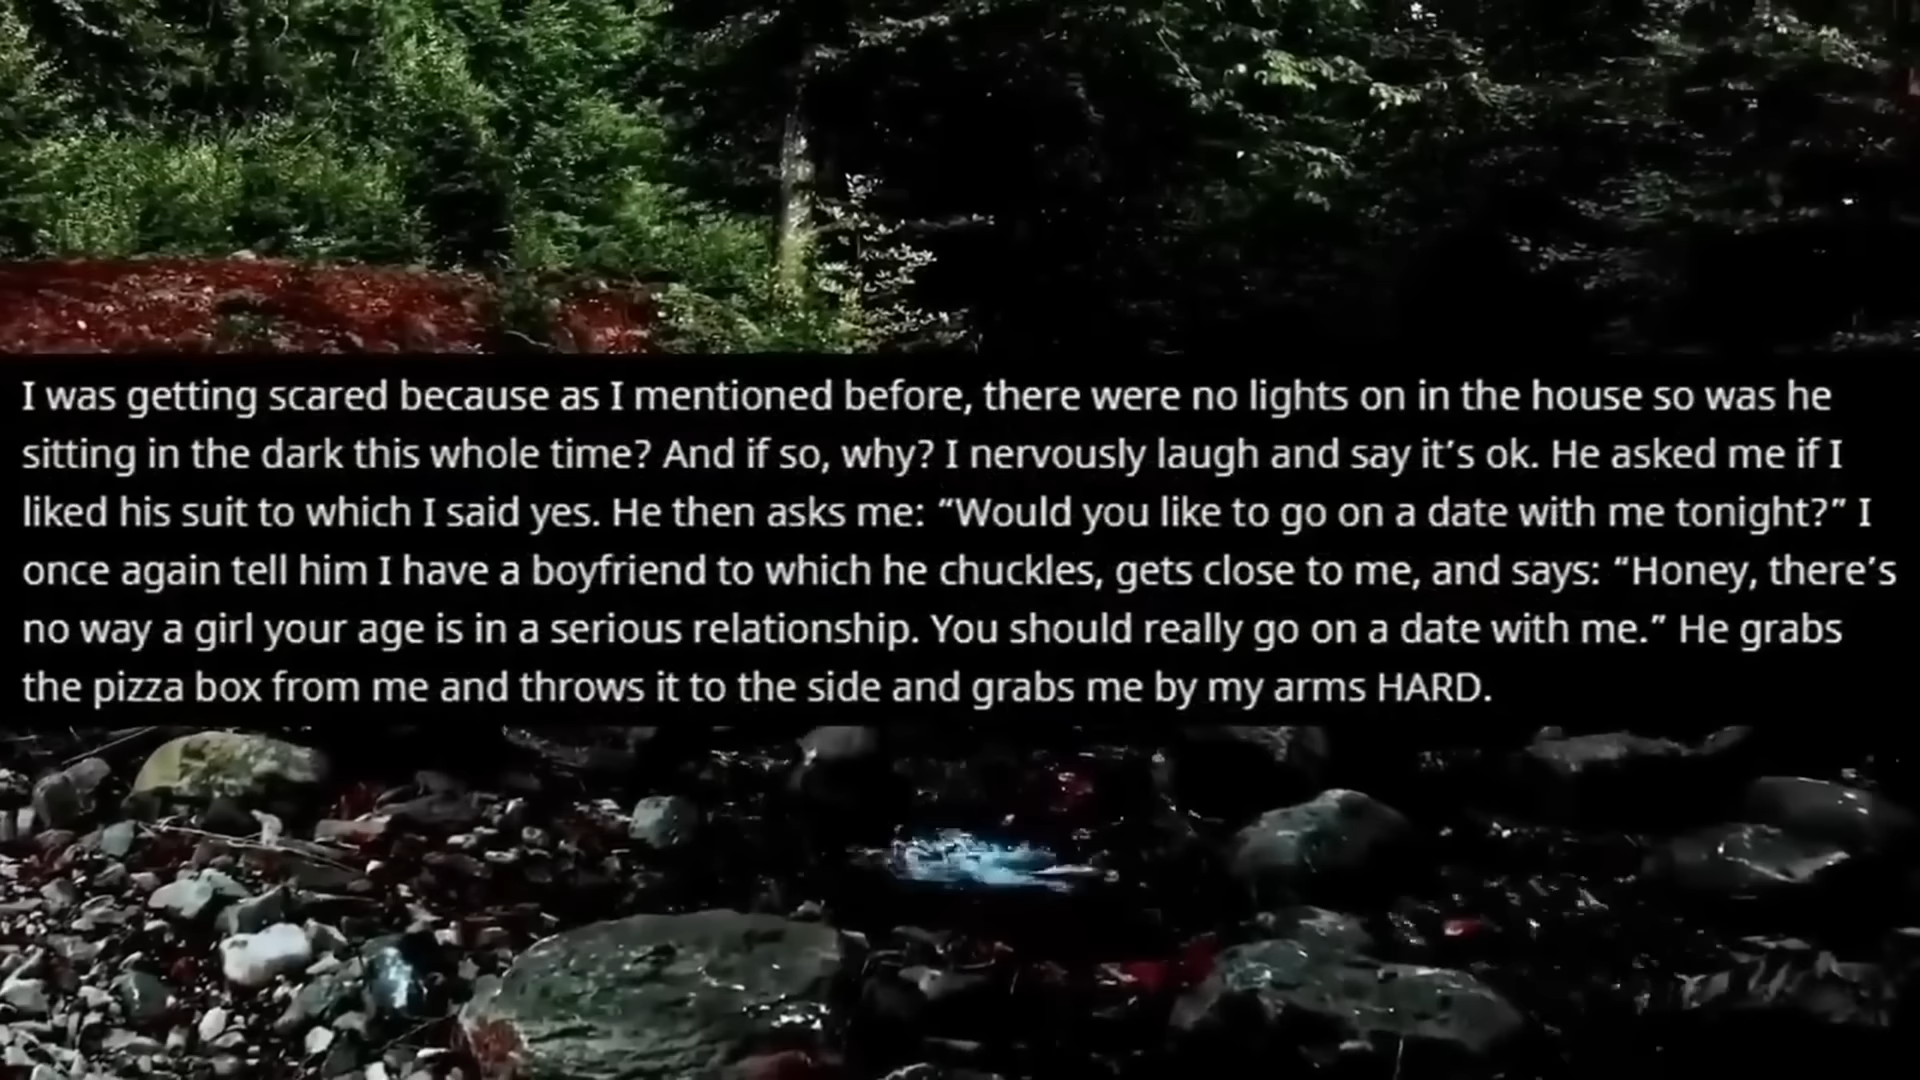 I was getting scared because as I mentioned before, there were no lights on in the house so was he
sitting in the dark this whole time? And if so, why? I nervously laugh and say it’s ok. He asked me if I
liked his suit to which I said yes. He then asks me: “Would you like to go on a date with me tonight?” I
once again tell him I have a boyfriend to which he chuckles, gets close to me, and says: “Honey, there’s
no way a girl your age is in a serious relationship. You should really go on a date with me.” He grabs
the pizza box from me and throws it to the side and grabs me by my arms HARD.